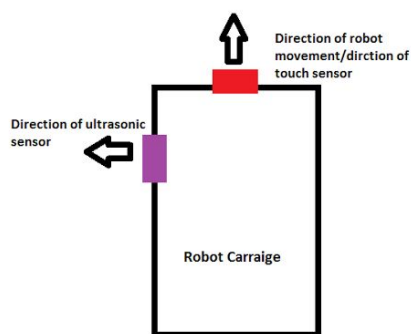 Direction of robot
movement/dirction of
touch sensor
Direction of ultrasonic
sensor
Robot Carraige